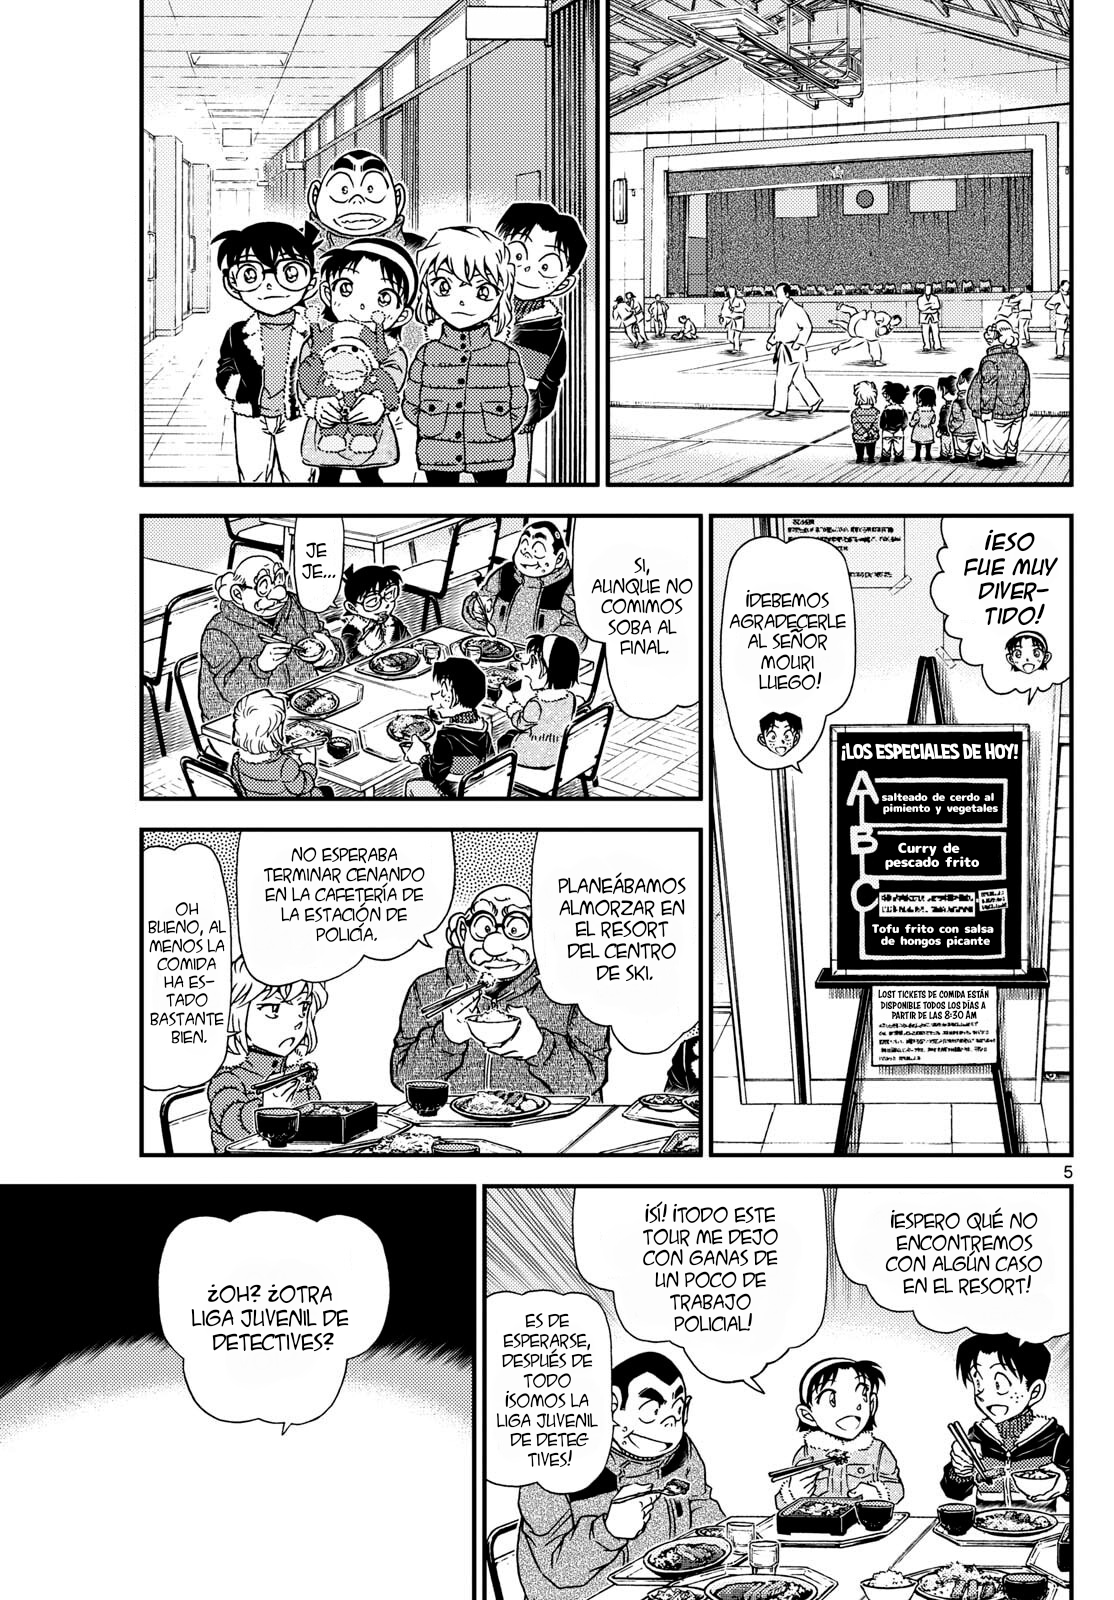 ¡ESO
FUE MUY
DIVER-
TIDO!
¡DEBEMOS
AGRADECERLE
AL SEÑOR
MOURI
LUEGO!
¡LOS ESPECIALES DE HOY!
A
salteado de cerdo al
pimiento y vegetales
B
Curry de
pescado frito
C
Tofu frito con salsa
de hongos picante
LOST TICKETS DE COMIDA ESTÁN
DISPONIBLE TODOS LOS DÍAS A
PARTIR DE LAS 8:30 AM
SI,
AUNQUE NO
COMIMOS
SOBA AL
FINAL.
JE
JE...
PLANEÁBAMOS
ALMORZAR EN
EL RESORT
DEL CENTRO
DE SKI.
NO ESPERABA
TERMINAR CENANDO
EN LA CAFETERÍA DE
LA ESTACIÓN DE
POLICÍA.
OH
BUENO, AL
MENOS LA
COMIDA
HA ES-
TADO
BASTANTE
BIEN.
5
¡ESPERO QUÉ NO
ENCONTREMOS
CON ALGÚN CASO
EN EL RESORT!
¡SÍ! ¡TODO ESTE
TOUR ME DEJO
CON GANAS DE
UN POCO DE
TRABAJO
POLICIAL!
ES DE
ESPERARSE,
DESPUÉS DE
TODO
¡SOMOS LA
LIGA JUVENIL
DE DETEC-
TIVES!
¿OH? ¿OTRA
LIGA JUVENIL DE
DETECTIVES?